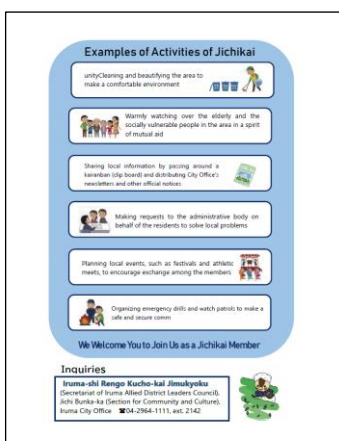 Examples of Activities of Jichikai
unityCleaning and beautifying the area to
make a comfortable environment
Warmly watching over the elderly and the
socially vulnerable people in the area in a spirit
of mutual aid
Sharing local information by passing around a
kairanban (clip board) and distributing City Office's
newsletters and other official notices
Making requests to the administrative body on
behalf of the residents to solve local problems
Planning local events, such as festivals and athletic
meets, to encourage exchange among the members
Organizing emergency drills and watch patrols to make a
safe and secure comm
We Welcome You to Join Us as a Jichikai Member
Inquiries
Iruma-shi Rengo Kucho-kai Jimukyoku
(Secretariat of Iruma Allied District Leaders Council),
Jichi Bunka-ka (Section for Community and Culture),
Iruma City Office ☎04-2964-1111, ext. 2142